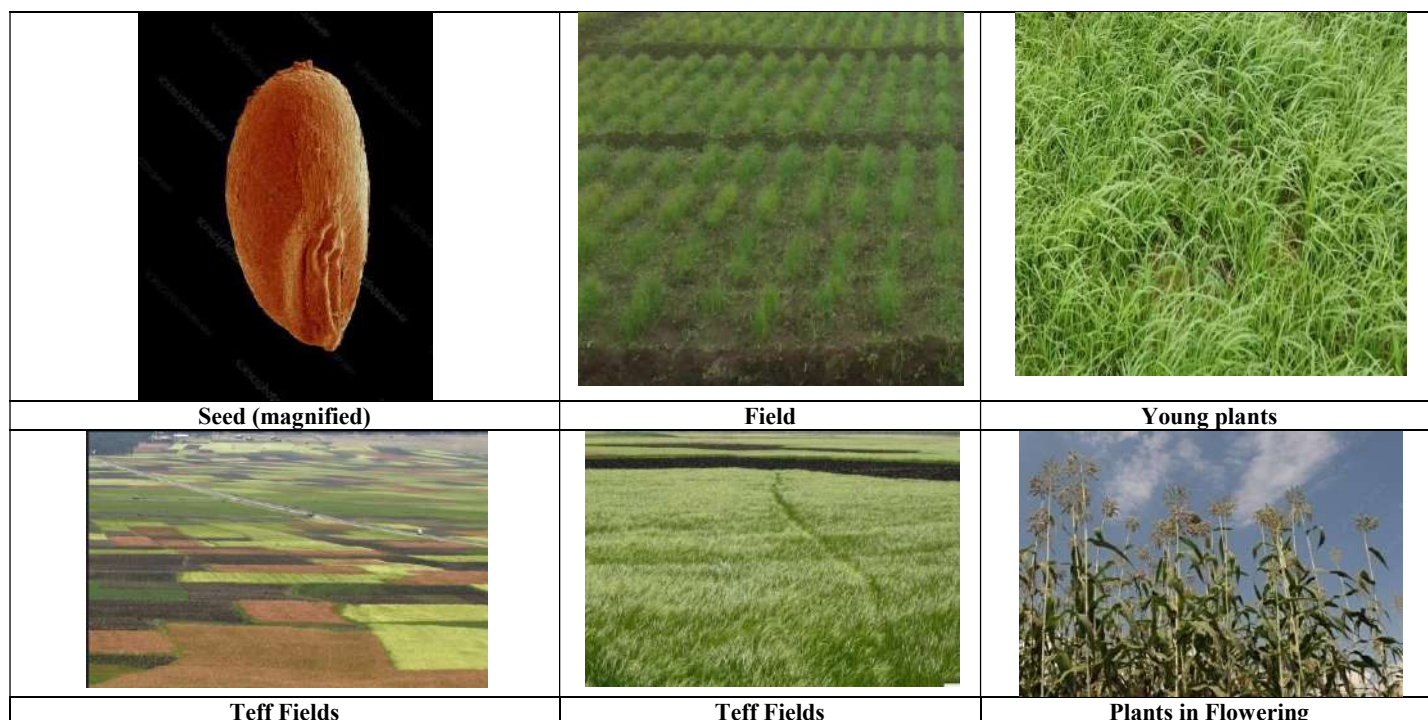 Seed (magnified)
Field
Young plants
Teff Fields
Teff Fields
Plants in Flowering